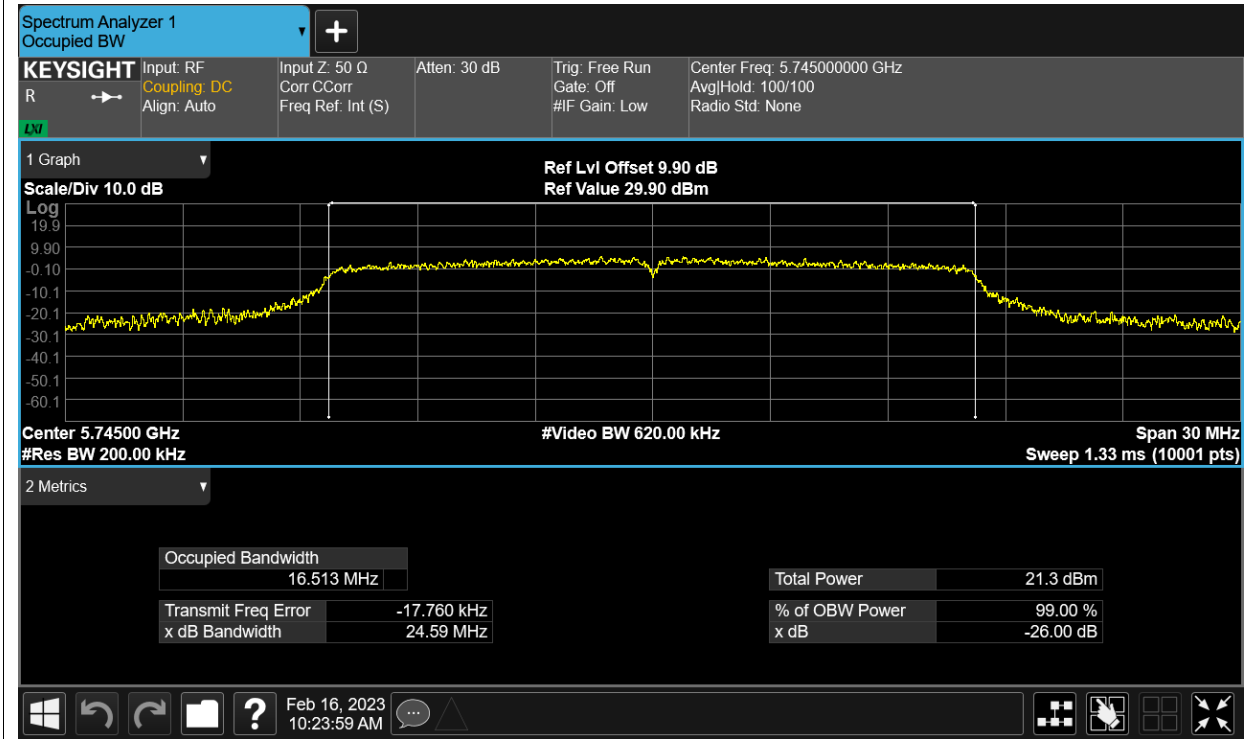 Spectrum Analyzer 1
Occupied BW
KEYSIGHT
R
LXI
Input: RF
Coupling: DC
Align: Auto
Input Z: 50 Ω
Corr CCorr
Freq Ref: Int (S)
Atten: 30 dB
Trig: Free Run
Gate: Off
#IF Gain: Low
Center Freq: 5.745000000 GHz
Avg|Hold: 100/100
Radio Std: None
1 Graph
Scale/Div 10.0 dB
Ref Lvl Offset 9.90 dB
Ref Value 29.90 dBm
Log
19.9
9.90
-0.10
-10.1
-20.1
-30.1
-40.1
-50.1
-60.1
Center 5.74500 GHz
#Res BW 200.00 kHz
#Video BW 620.00 kHz
Span 30 MHz
Sweep 1.33 ms (10001 pts)
2 Metrics
Occupied Bandwidth
16.513 MHz
Transmit Freq Error -17.760 kHz
x dB Bandwidth 24.59 MHz
Total Power 21.3 dBm
% of OBW Power 99.00 %
x dB -26.00 dB
?
Feb 16, 2023
10:23:59 AM